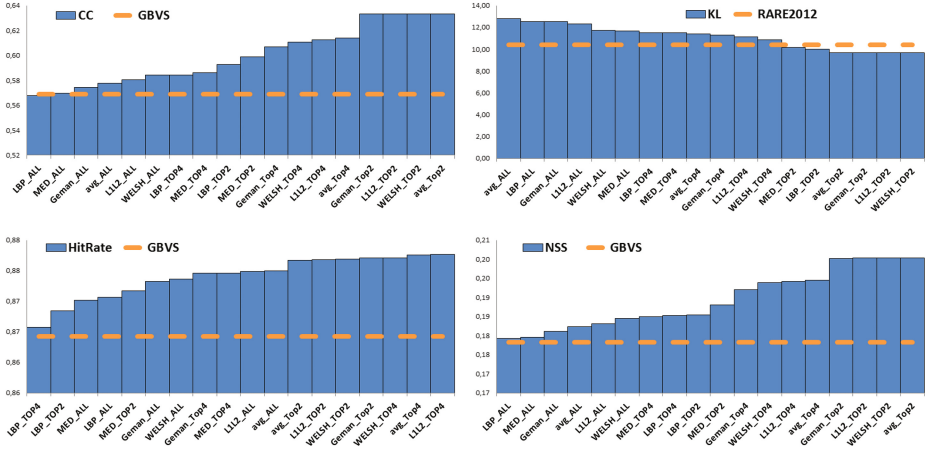 CC GBVS
0,64
0,62
0,60
0,58
0,56
0,54
0,52
LBP_ALL
MED_ALL
Geman_ALL
avg_ALL
L1L2_ALL
WELSH_ALL
LBP_TOP4
MED_TOP4
LBP_TOP2
MED_TOP2
Geman_Top4
WELSH_TOP4
L1L2_TOP4
avg_Top4
Geman_Top2
L1L2_TOP2
WELSH_TOP2
avg_Top2
KL RARE2012
14,00
12,00
10,00
8,00
6,00
4,00
2,00
0,00
avg_ALL
LBP_ALL
Geman_ALL
L1L2_ALL
WELSH_ALL
MED_ALL
LBP_TOP4
MED_TOP4
avg_Top4
Geman_Top4
L1L2_TOP4
WELSH_TOP4
MED_TOP2
LBP_TOP2
avg_Top2
Geman_Top2
L1L2_TOP2
WELSH_TOP2
HitRate GBVS
0,88
0,88
0,87
0,87
0,86
0,86
LBP_TOP4
LBP_TOP2
MED_ALL
LBP_ALL
MED_TOP2
Geman_ALL
WELSH_ALL
Geman_Top4
MED_TOP4
L1L2_ALL
avg_ALL
avg_Top2
L1L2_TOP2
WELSH_TOP2
Geman_Top2
WELSH_TOP4
avg_Top4
L1L2_TOP4
NSS GBVS
0,21
0,20
0,20
0,19
0,19
0,18
0,18
0,17
0,17
LBP_ALL
MED_ALL
Geman_ALL
avg_ALL
L1L2_ALL
WELSH_ALL
MED_TOP4
LBP_TOP4
LBP_TOP2
MED_TOP2
Geman_Top4
WELSH_TOP4
L1L2_TOP4
avg_Top4
Geman_Top2
L1L2_TOP2
WELSH_TOP2
avg_Top2